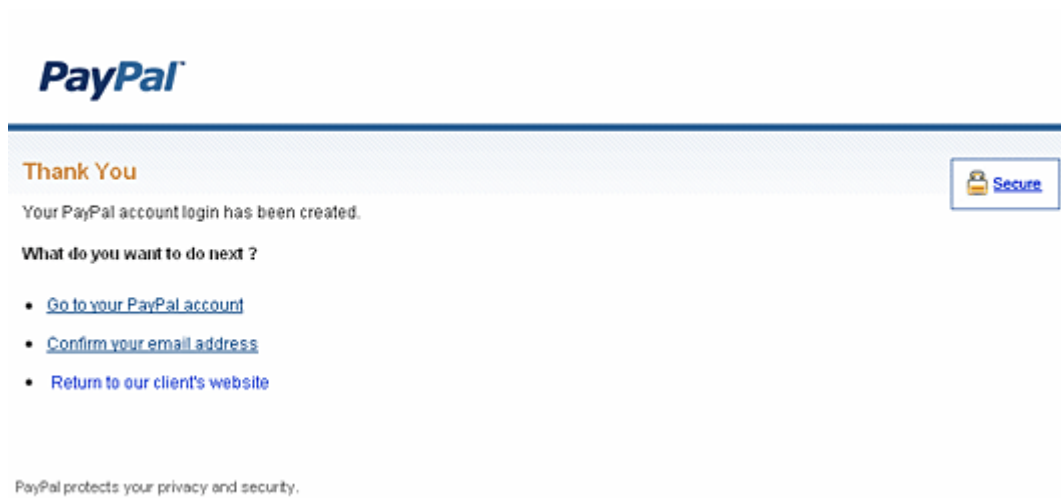 PayPal™
Thank You
Secure
Your PayPal account login has been created.
What do you want to do next ?
Go to your PayPal account
Confirm your email address
Return to our client's website
PayPal protects your privacy and security.